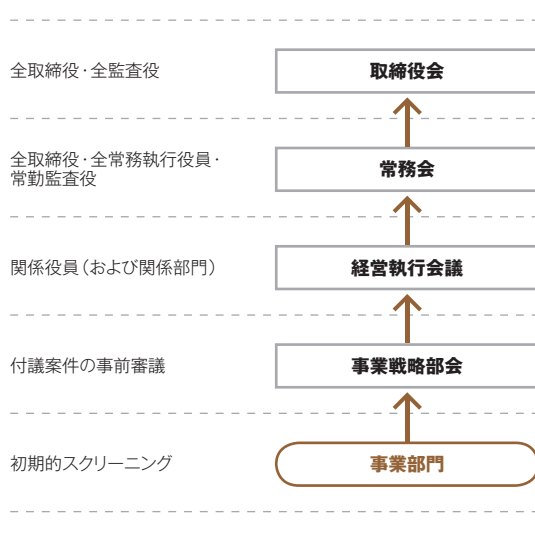 全取締役・全監査役
取締役会
全取締役・全常務執行役員・
常勤監査役
常務会
関係役員（および関係部門）
経営執行会議
付議案件の事前審議
事業戦略部会
初期的スクリーニング
事業部門